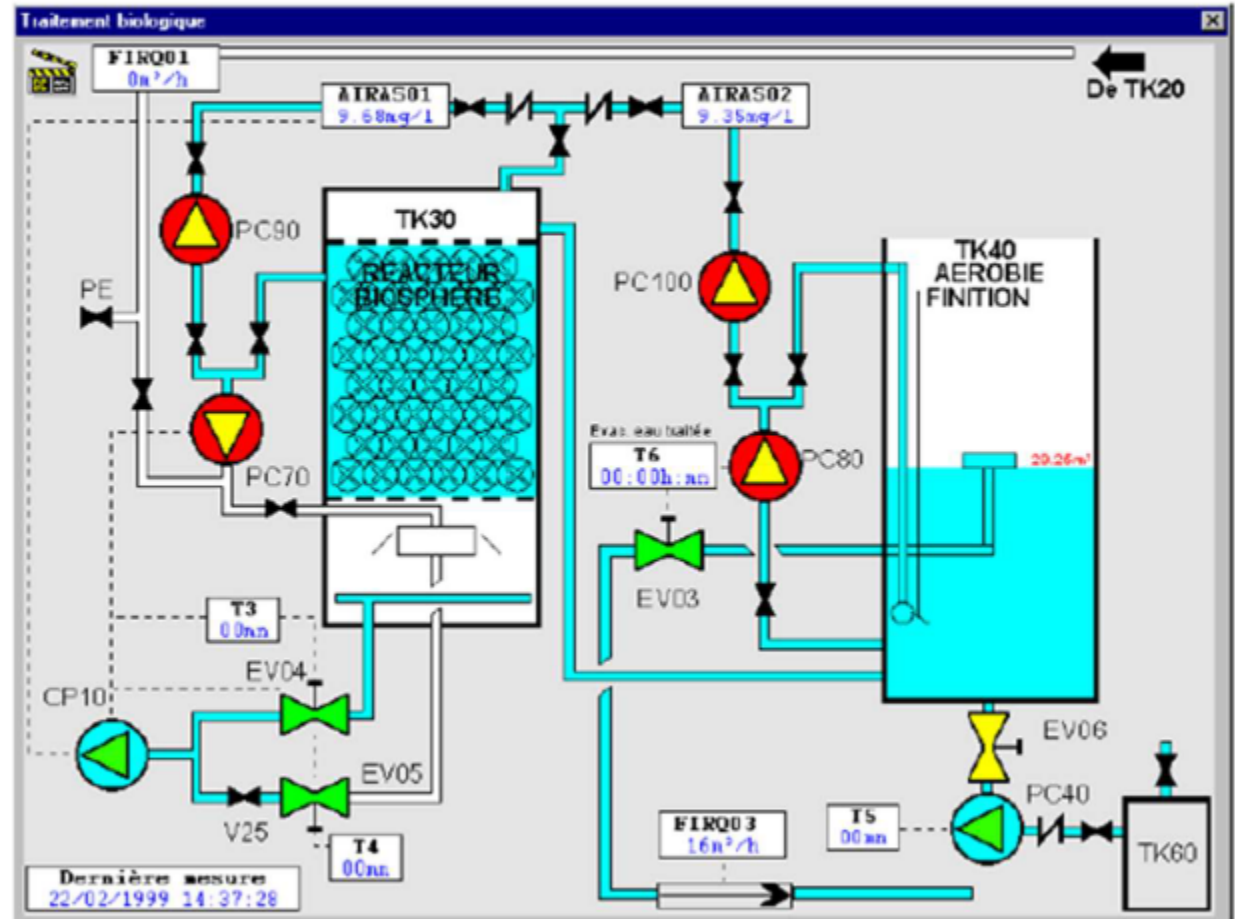 Traitement biologique
FIRQ01
0m³/h
De TK20
AIRAS01
9.68mg/l
AIRAS02
9.35mg/l
PC90
TK30
REACTEUR
BIOSPHERE
PE
PC100
TK40
AEROBIE
FINITION
PC70
Evac. eau traitée
T6
00:00h:mn
PC80
EV03
T3
00mn
EV04
CP10
EV05
V25
T4
00mn
EV06
PC40
T5
00mn
FIRQ03
16m³/h
TK60
Dernière mesure
22/02/1999 14:37:28